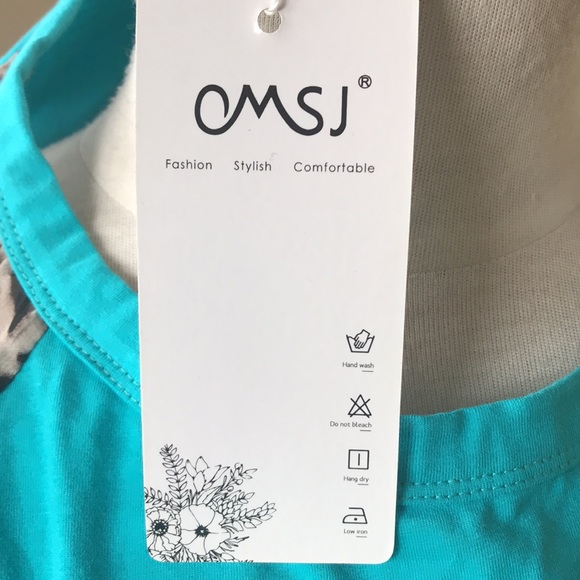 OMSJ®
Fashion Stylish Comfortable
Hand wash
Do not bleach
Hang dry
Low iron